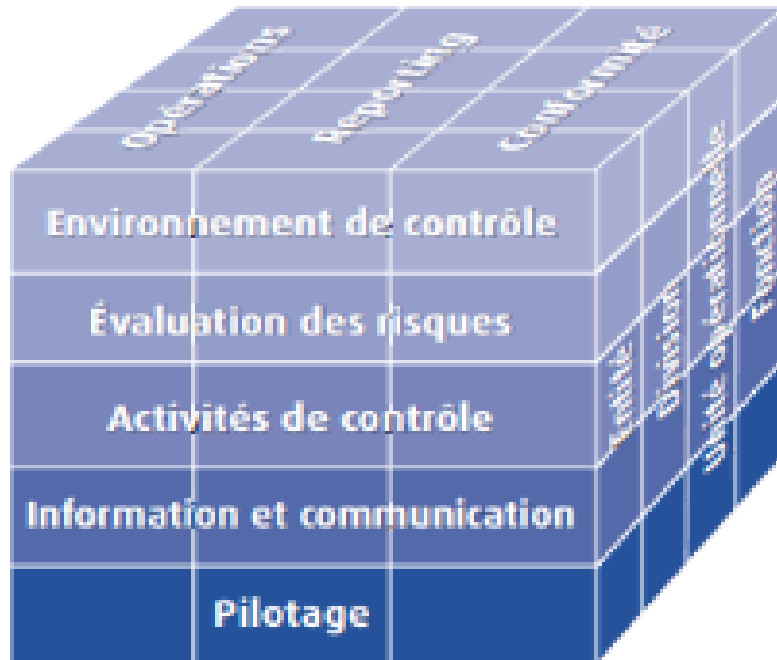 Opérations
Reporting
Conformité
Environnement de contrôle
Évaluation des risques
Activités de contrôle
Information et communication
Pilotage
Entité
Division
Unité opérationnelle
Fonction